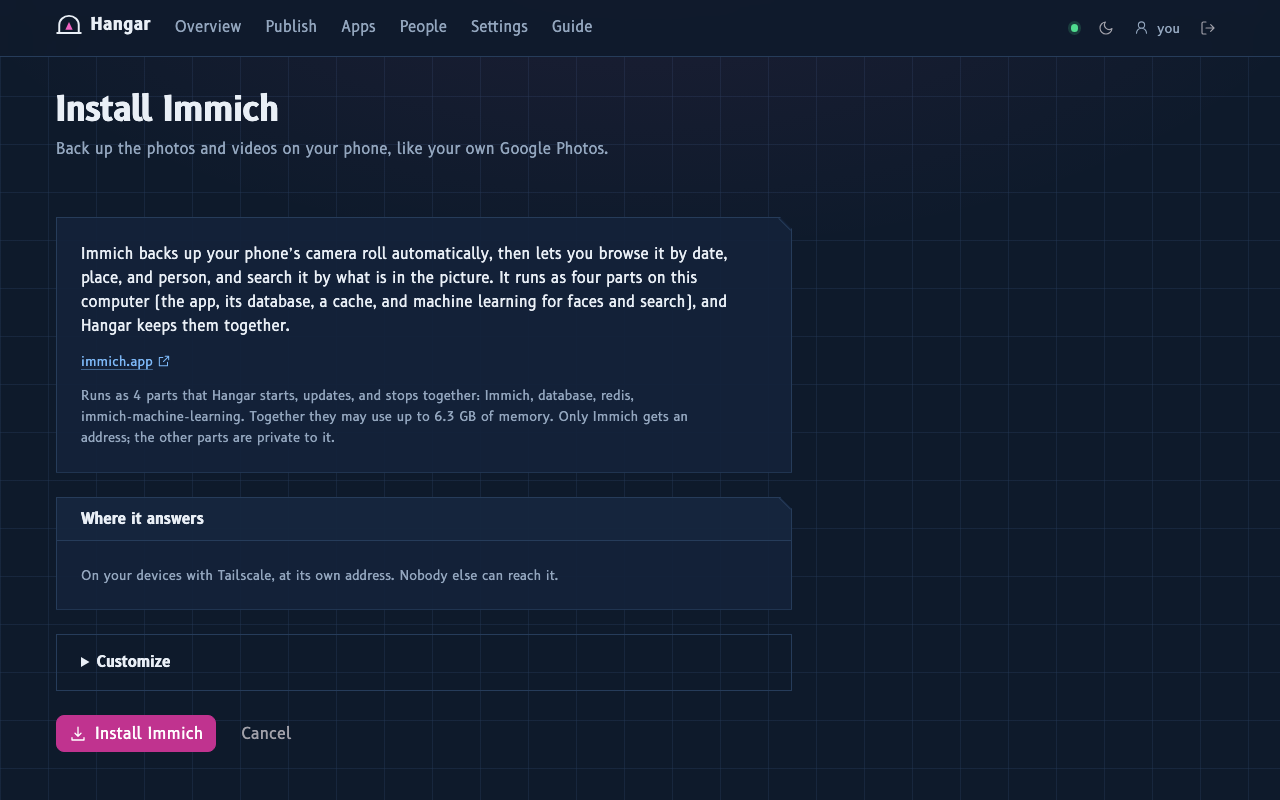 Hangar
Overview
Publish
Apps
People
Settings
Guide
you
Install Immich
Back up the photos and videos on your phone, like your own Google Photos.
Immich backs up your phone's camera roll automatically, then lets you browse it by date,
place, and person, and search it by what is in the picture. It runs as four parts on this
computer (the app, its database, a cache, and machine learning for faces and search), and
Hangar keeps them together.
immich.app
Runs as 4 parts that Hangar starts, updates, and stops together: Immich, database, redis,
immich-machine-learning. Together they may use up to 6.3 GB of memory. Only Immich gets an
address; the other parts are private to it.
Where it answers
On your devices with Tailscale, at its own address. Nobody else can reach it.
Customize
Install Immich
Cancel